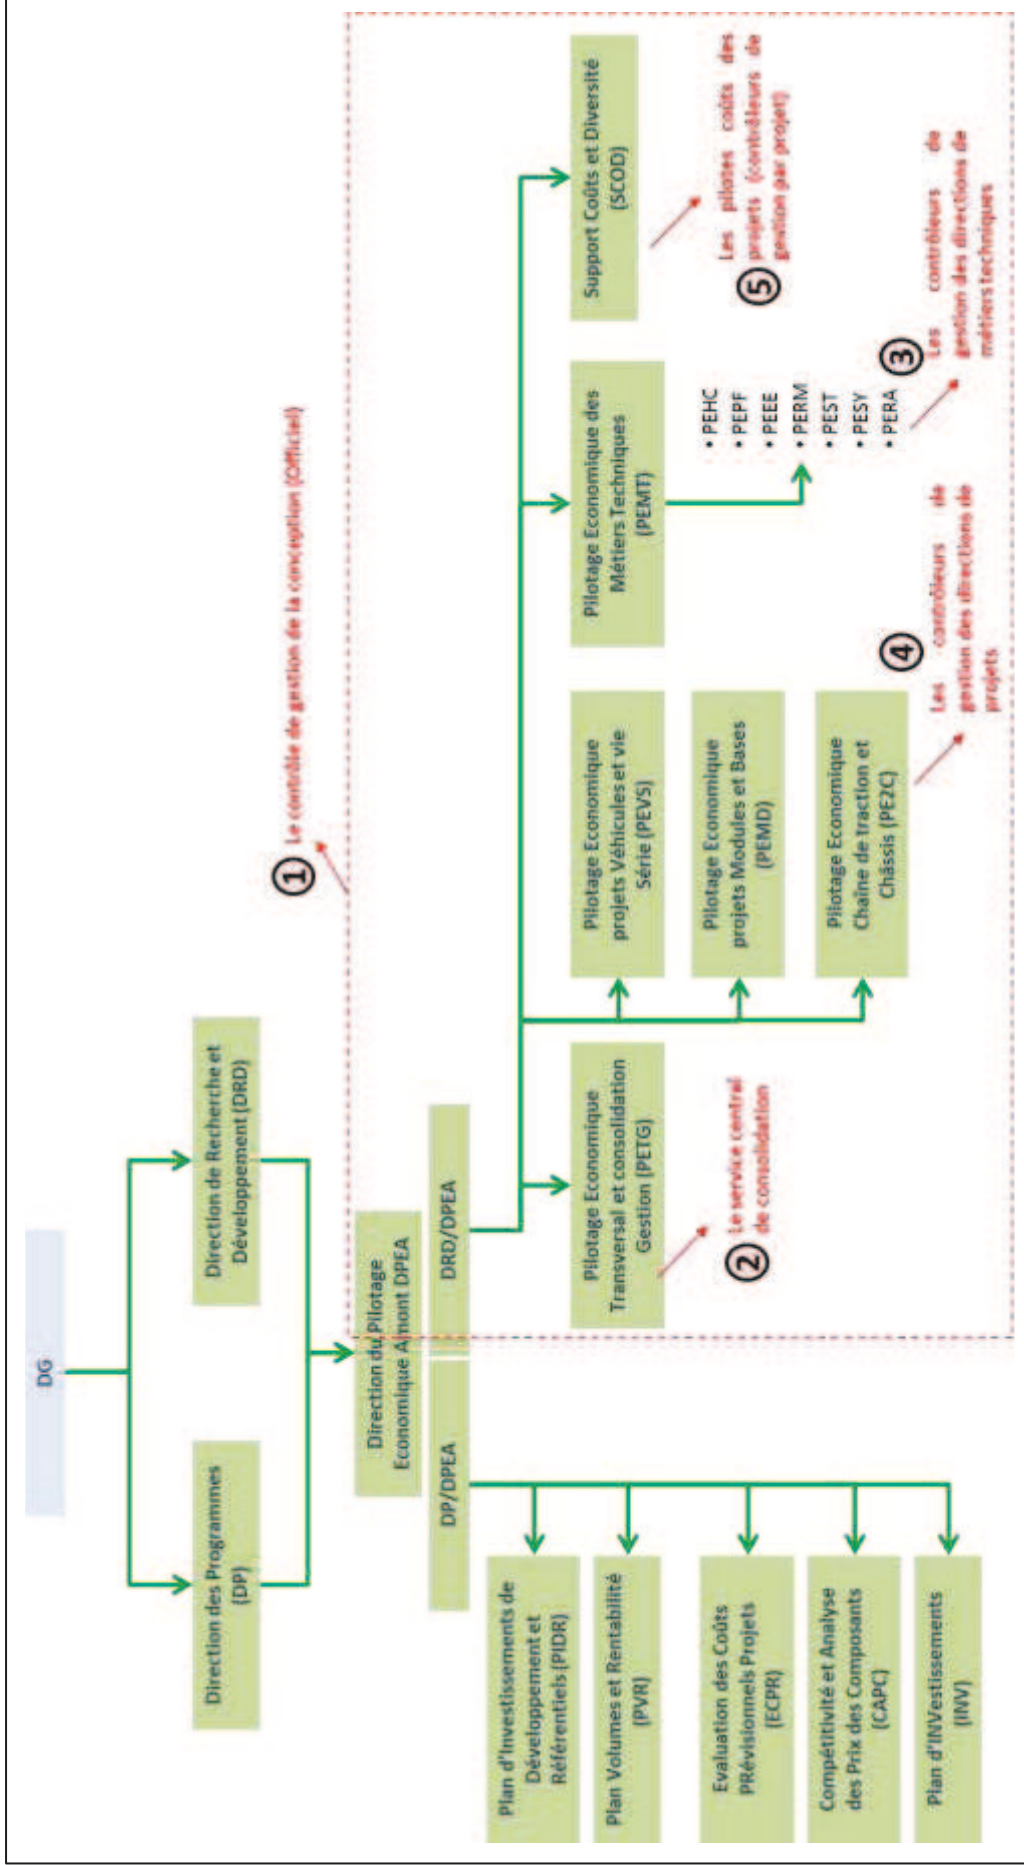 DG
Direction des Programmes
(DP)
Direction de Recherche et
Développement (DRD)
Direction du Pilotage
Economique Amont DPEA
DP/DPEA
DRD/DPEA
Plan d'Investissements de
Développement et
Référentiels (PIDR)
Plan Volumes et Rentabilité
(PVR)
Evaluation des Coûts
PRévisionnels Projets
(ECPR)
Compétitivité et Analyse
des Prix des Composants
(CAPC)
Plan d'INVestissements
(INV)
1
Le contrôle de gestion de la conception (Officiel)
Pilotage Economique
Transversal et consolidation
Gestion (PETG)
2
Le service central
de consolidation
Pilotage Economique
projets Véhicules et vie
Série (PEVS)
Pilotage Economique
projets Modules et Bases
(PEMD)
Pilotage Economique
Chaîne de traction et
Châssis (PE2C)
4
Les contrôleurs de
gestion des directions de
projets
Pilotage Economique des
Métiers Techniques
(PEMT)
• PEHC
• PEPF
• PEEE
• PERM
• PEST
• PESY
• PERA
3
Les contrôleurs de
gestion des directions de
métiers techniques
Support Coûts et Diversité
(SCOD)
5
Les pilotes coûts des
projets (contrôleurs de
gestion par projet)